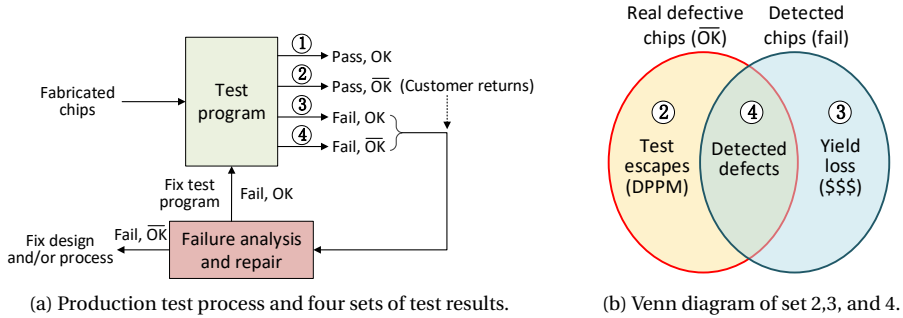 Fabricated chips
Test program
① Pass, OK
② Pass, O̅K̅ (Customer returns)
③ Fail, OK
④ Fail, O̅K̅
Fix test program
Fail, OK
Fail, O̅K̅
Fix design and/or process
Failure analysis and repair
(a) Production test process and four sets of test results.
Real defective
chips (O̅K̅)
Detected
chips (fail)
②
Test
escapes
(DPPM)
④
Detected
defects
③
Yield
loss
($$$)
(b) Venn diagram of set 2,3, and 4.